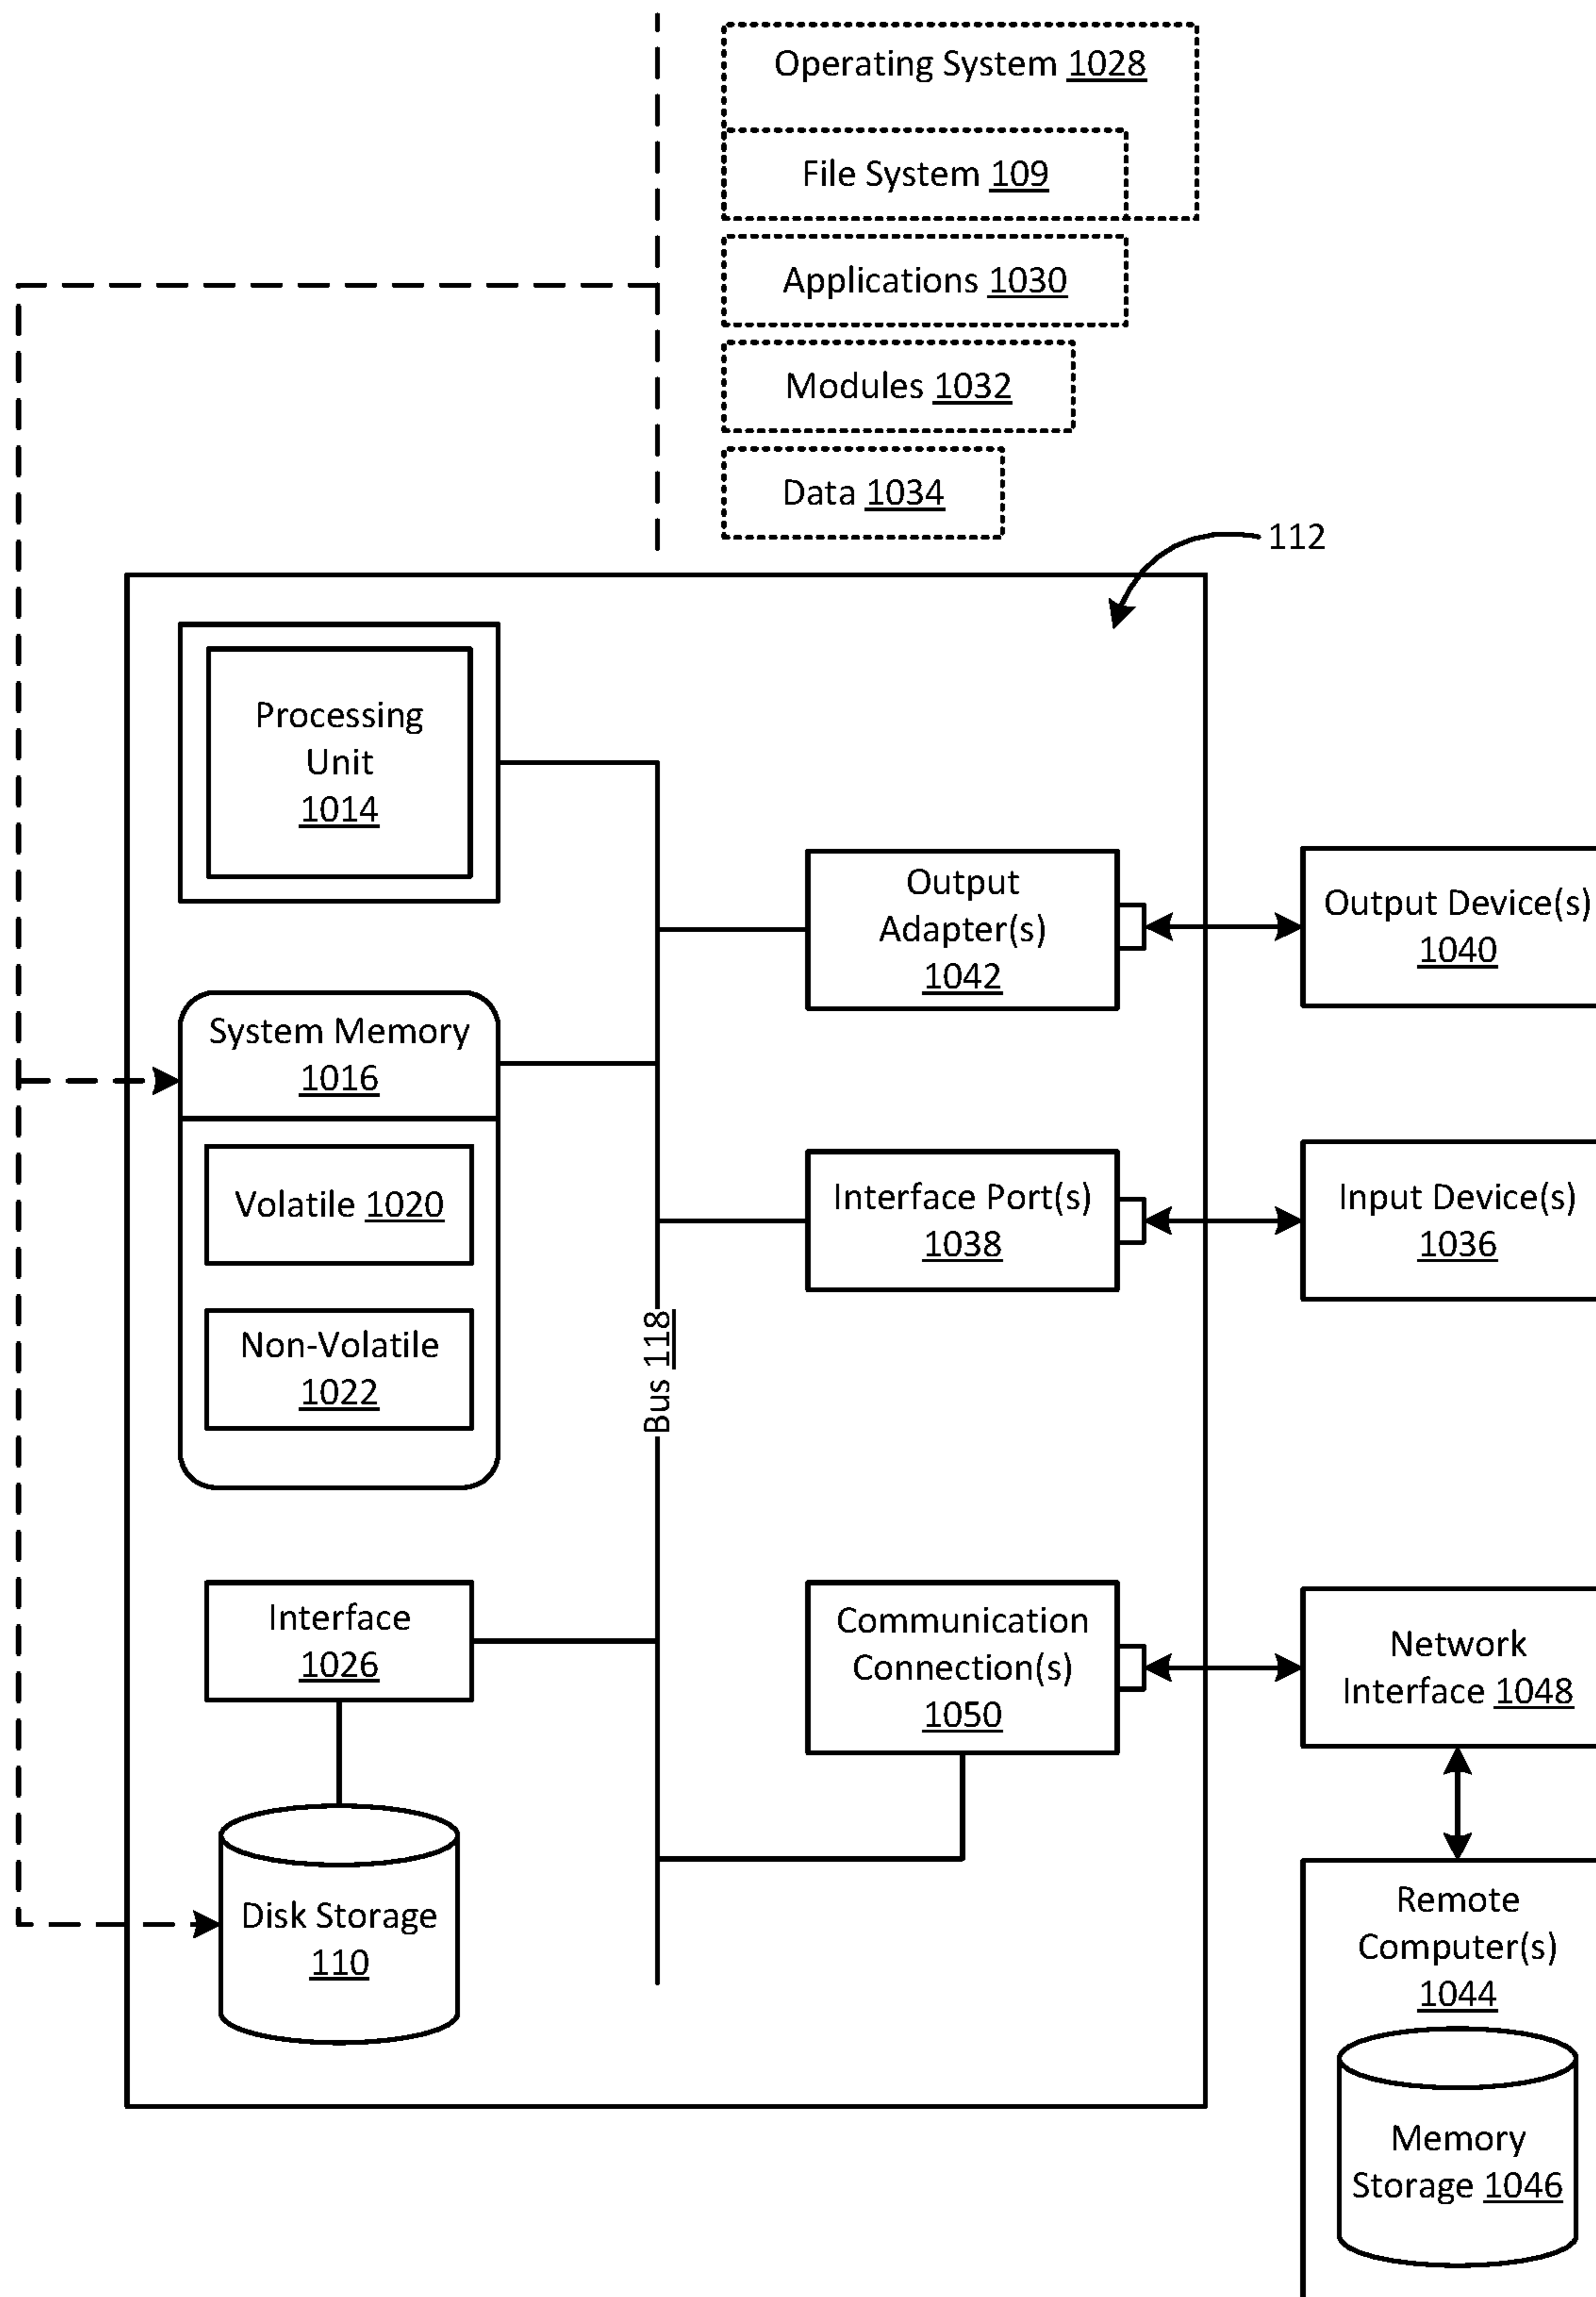 Operating System 1028
File System 109
Applications 1030
Modules 1032
Data 1034
112
Processing
Unit
1014
Output
Adapter(s)
1042
Output Device(s)
1040
System Memory
1016
Volatile 1020
Non-Volatile
1022
Interface Port(s)
1038
Input Device(s)
1036
Bus 118
Interface
1026
Communication
Connection(s)
1050
Network
Interface 1048
Disk Storage
110
Remote
Computer(s)
1044
Memory
Storage 1046